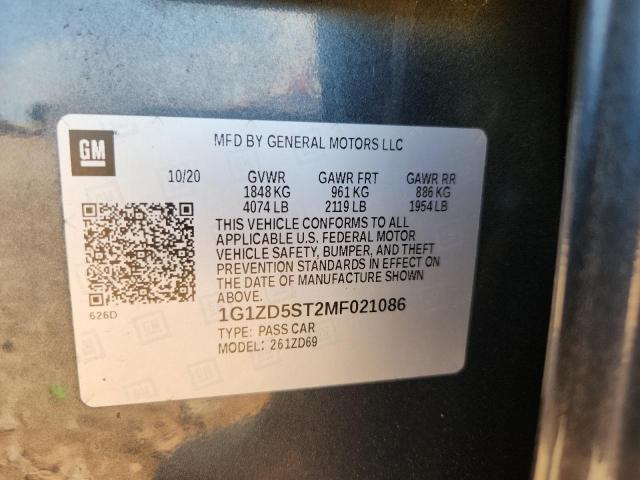 GM
MFD BY GENERAL MOTORS LLC
10/20 GVWR GAWR FRT GAWR RR
1848 KG 961 KG 886 KG
4074 LB 2119 LB 1954 LB
THIS VEHICLE CONFORMS TO ALL
APPLICABLE U.S. FEDERAL MOTOR
VEHICLE SAFETY, BUMPER, AND THEFT
PREVENTION STANDARDS IN EFFECT ON
THE DATE OF MANUFACTURE SHOWN
ABOVE.
626D
1G1ZD5ST2MF021086
TYPE: PASS CAR
MODEL: 261ZD69